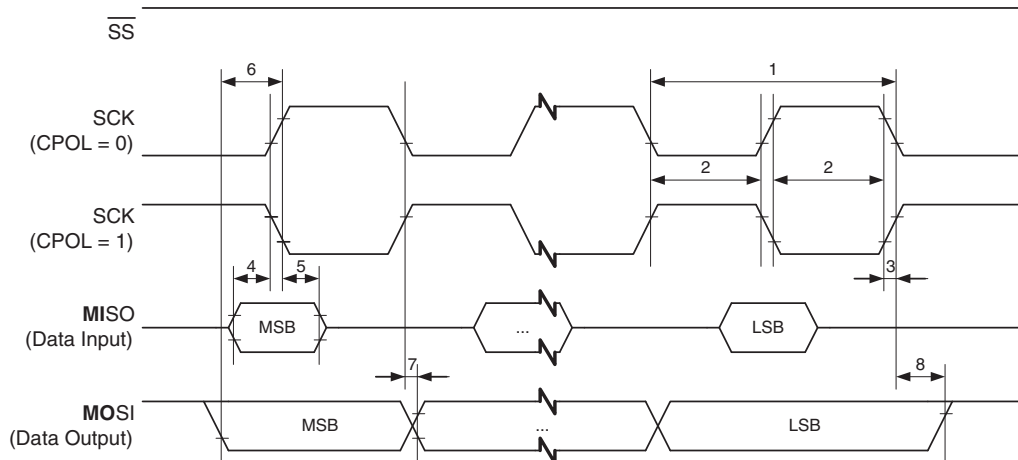 SS
6
1
SCK
(CPOL = 0)
2
2
SCK
(CPOL = 1)
4
5
3
MISO
(Data Input)
MSB
...
LSB
7
8
MOSI
(Data Output)
MSB
...
LSB